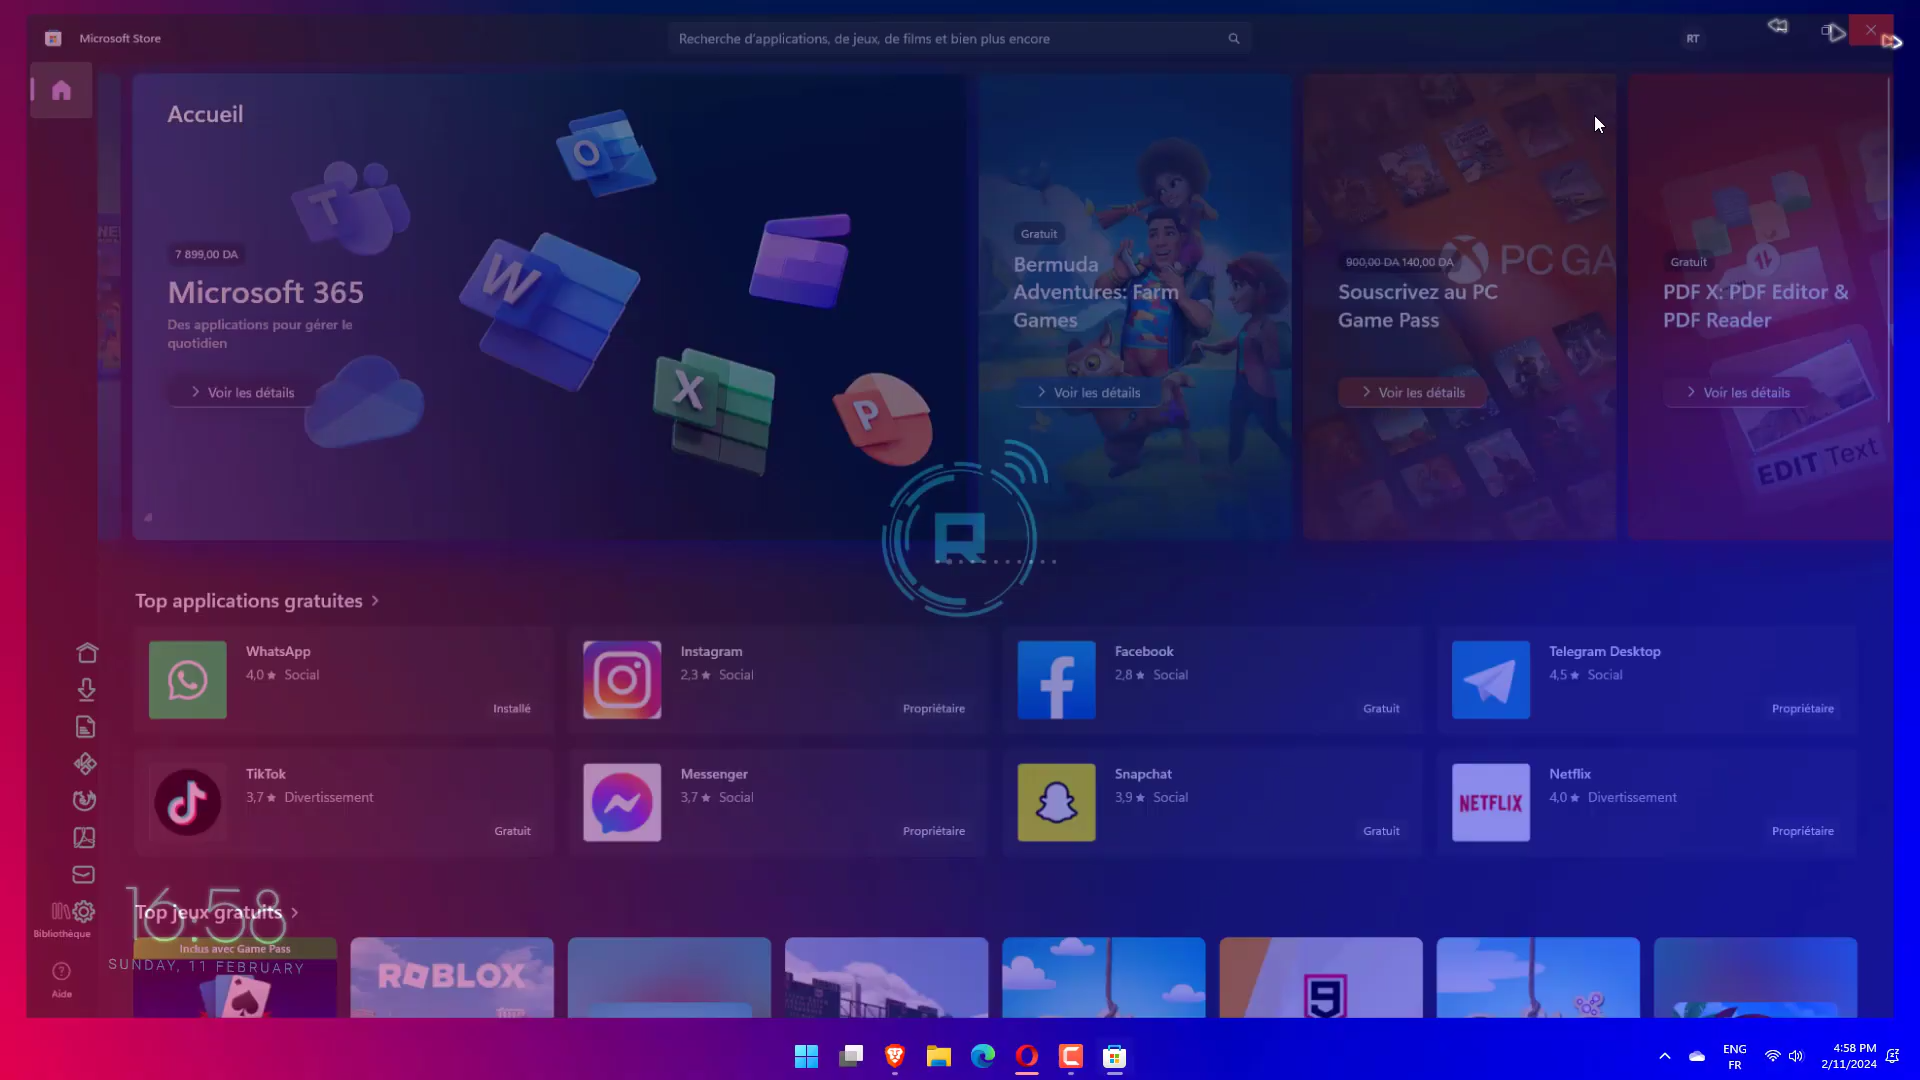 Microsoft Store
Recherche d'applications, de jeux, de films et bien plus encore
RT
Accueil
7 899,00 DA
Microsoft 365
Des applications pour gérer le
quotidien
Voir les détails
Gratuit
Bermuda
Adventures: Farm
Games
Voir les détails
900,00 DA 140,00 DA
Souscrivez au PC
Game Pass
Voir les détails
PC GA
Gratuit
PDF X: PDF Editor &
PDF Reader
Voir les détails
EDIT Text
Top applications gratuites
WhatsApp
4,0 ★ Social
Installé
Instagram
2,3 ★ Social
Propriétaire
Facebook
2,8 ★ Social
Gratuit
Telegram Desktop
4,5 ★ Social
Propriétaire
TikTok
3,7 ★ Divertissement
Gratuit
Messenger
3,7 ★ Social
Propriétaire
Snapchat
3,9 ★ Social
Gratuit
NETFLIX
Netflix
4,0 ★ Divertissement
Propriétaire
16:58
SUNDAY, 11 FEBRUARY
Top jeux gratuits
Bibliothèque
Aide
Inclus avec Game Pass
ROBLOX
9
ENG
FR
4:58 PM
2/11/2024